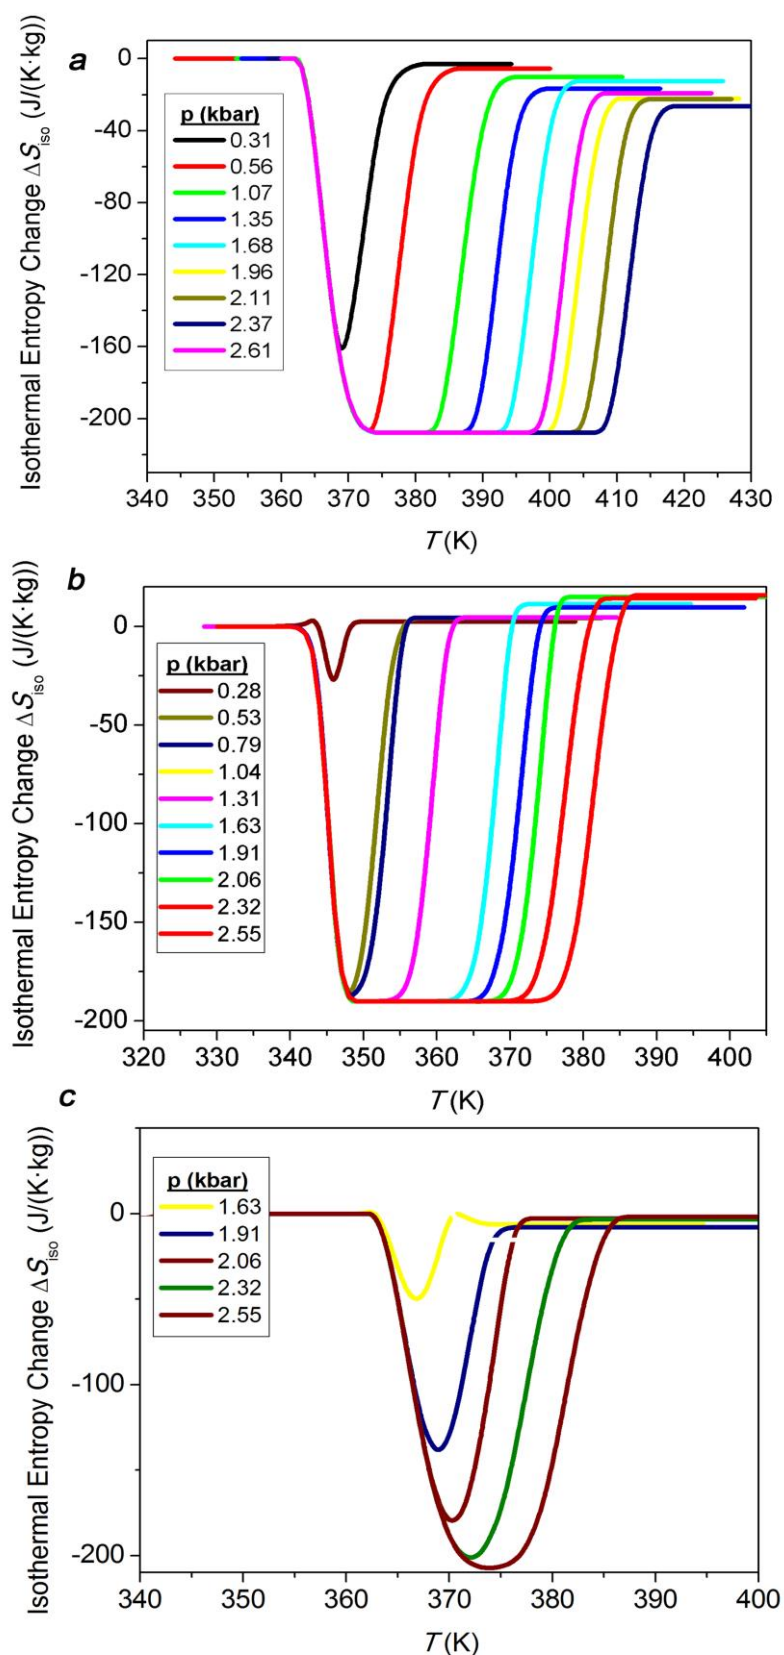 a
Isothermal Entropy Change ΔS_iso (J/(K·kg))
0
-40
-80
-120
-160
-200
p (kbar)
0.31
0.56
1.07
1.35
1.68
1.96
2.11
2.37
2.61
340 350 360 370 380 390 400 410 420 430
T (K)
b
Isothermal Entropy Change ΔS_iso (J/(K·kg))
0
-50
-100
-150
-200
p (kbar)
0.28
0.53
0.79
1.04
1.31
1.63
1.91
2.06
2.32
2.55
320 330 340 350 360 370 380 390 400
T (K)
c
Isothermal Entropy Change ΔS_iso (J/(K·kg))
0
-100
-200
p (kbar)
1.63
1.91
2.06
2.32
2.55
340 350 360 370 380 390 400
T (K)